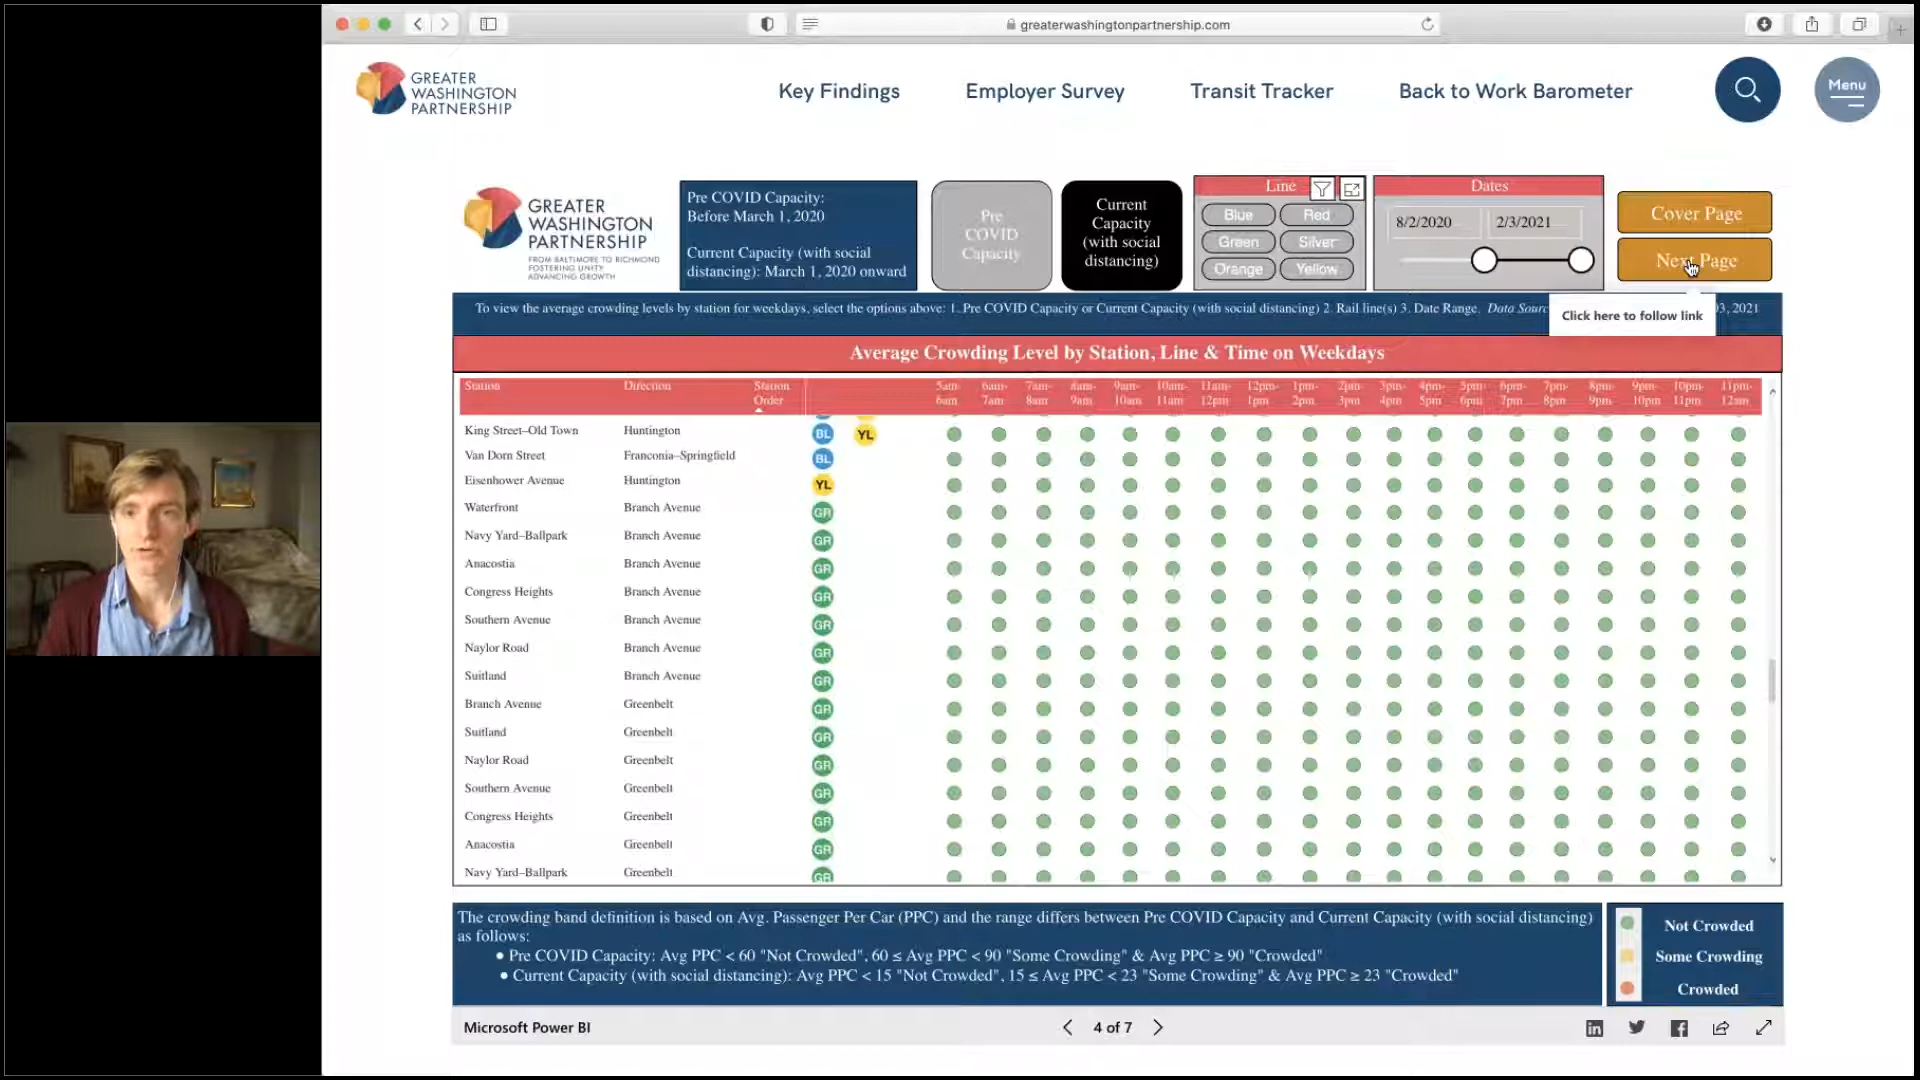 greaterwashingtonpartnership.com
GREATER
WASHINGTON
PARTNERSHIP
Key Findings
Employer Survey
Transit Tracker
Back to Work Barometer
Menu
GREATER
WASHINGTON
PARTNERSHIP
FROM BALTIMORE TO RICHMOND
FOSTERING UNITY
ADVANCING GROWTH
Pre COVID Capacity:
Before March 1, 2020
Current Capacity (with social
distancing): March 1, 2020 onward
Pre
COVID
Capacity
Current
Capacity
(with social
distancing)
Line
Blue Red
Green Silver
Orange Yellow
Dates
8/2/2020 2/3/2021
Cover Page
Next Page
To view the average crowding levels by station for weekdays, select the options above: 1. Pre COVID Capacity or Current Capacity (with social distancing) 2. Rail line(s) 3. Date Range. Data 2021
Click here to follow link
Average Crowding Level by Station, Line & Time on Weekdays
Station Direction Station Order 5am-6am 6am-7am 7am-8am 8am-9am 9am-10am 10am-11am 11am-12pm 12pm-1pm 1pm-2pm 2pm-3pm 3pm-4pm 4pm-5pm 5pm-6pm 6pm-7pm 7pm-8pm 8pm-9pm 9pm-10pm 10pm-11pm 11pm-12am
King Street–Old Town Huntington BL YL
Van Dorn Street Franconia–Springfield BL
Eisenhower Avenue Huntington YL
Waterfront Branch Avenue GR
Navy Yard–Ballpark Branch Avenue GR
Anacostia Branch Avenue GR
Congress Heights Branch Avenue GR
Southern Avenue Branch Avenue GR
Naylor Road Branch Avenue GR
Suitland Branch Avenue GR
Branch Avenue Greenbelt GR
Suitland Greenbelt GR
Naylor Road Greenbelt GR
Southern Avenue Greenbelt GR
Congress Heights Greenbelt GR
Anacostia Greenbelt GR
Navy Yard–Ballpark Greenbelt GR
The crowding band definition is based on Avg. Passenger Per Car (PPC) and the range differs between Pre COVID Capacity and Current Capacity (with social distancing)
as follows:
• Pre COVID Capacity: Avg PPC < 60 "Not Crowded", 60 ≤ Avg PPC < 90 "Some Crowding" & Avg PPC ≥ 90 "Crowded"
• Current Capacity (with social distancing): Avg PPC < 15 "Not Crowded", 15 ≤ Avg PPC < 23 "Some Crowding" & Avg PPC ≥ 23 "Crowded"
Not Crowded
Some Crowding
Crowded
Microsoft Power BI
4 of 7